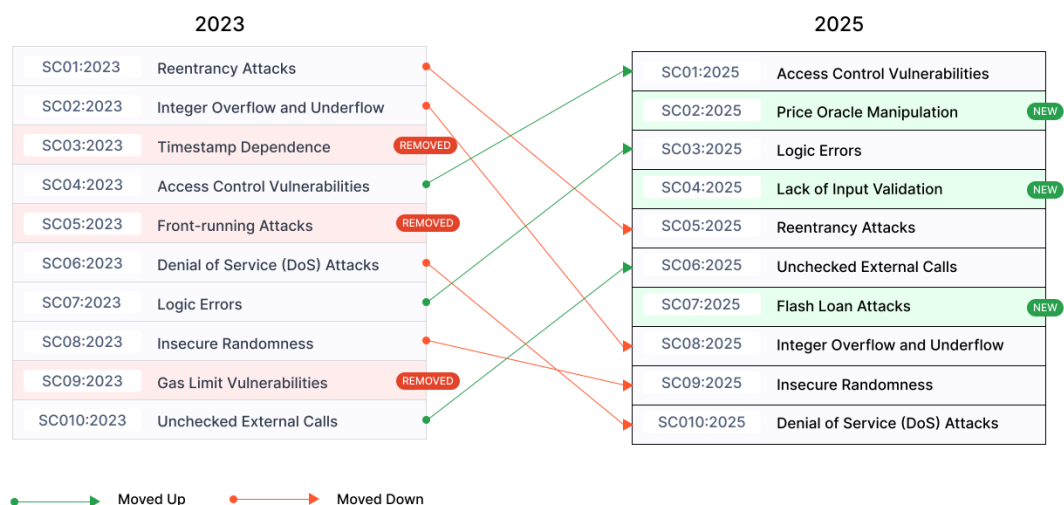 2023
SC01:2023 Reentrancy Attacks
SC02:2023 Integer Overflow and Underflow
SC03:2023 Timestamp Dependence REMOVED
SC04:2023 Access Control Vulnerabilities
SC05:2023 Front-running Attacks REMOVED
SC06:2023 Denial of Service (DoS) Attacks
SC07:2023 Logic Errors
SC08:2023 Insecure Randomness
SC09:2023 Gas Limit Vulnerabilities REMOVED
SC010:2023 Unchecked External Calls
2025
SC01:2025 Access Control Vulnerabilities
SC02:2025 Price Oracle Manipulation NEW
SC03:2025 Logic Errors
SC04:2025 Lack of Input Validation NEW
SC05:2025 Reentrancy Attacks
SC06:2025 Unchecked External Calls
SC07:2025 Flash Loan Attacks NEW
SC08:2025 Integer Overflow and Underflow
SC09:2025 Insecure Randomness
SC010:2025 Denial of Service (DoS) Attacks
Moved Up Moved Down